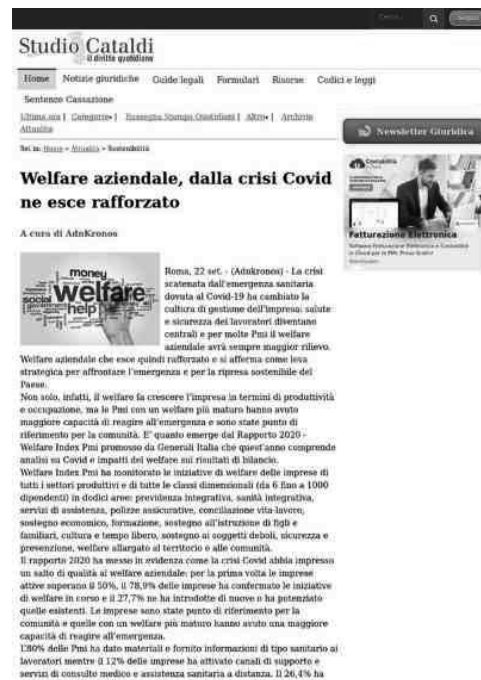 Cerca...
Studio Cataldi
il diritto quotidiano
Home Notizie giuridiche Guide legali Formulari Risorse Codici e leggi
Sentenze Cassazione
Ultima ora | Categorie | Rassegna Stampa Quotidiani | Altro | Archivio
Attualità
Newsletter Giuridica
Sei in: Home » Attualità » Sostenibilità
Welfare aziendale, dalla crisi Covid
ne esce rafforzato
A cura di AdnKronos
Contabilità
Fatturazione Elettronica
money
social
welfare
help
Roma, 22 set. - (Adnkronos) - La crisi
scatenata dall'emergenza sanitaria
dovuta al Covid-19 ha cambiato la
cultura di gestione dell'impresa: salute
e sicurezza dei lavoratori diventano
centrali e per molte Pmi il welfare
aziendale avrà sempre maggior rilievo.
Welfare aziendale che esce quindi rafforzato e si afferma come leva
strategica per affrontare l'emergenza e per la ripresa sostenibile del
Paese.
Non solo, infatti, il welfare fa crescere l'impresa in termini di produttività
e occupazione, ma le Pmi con un welfare più maturo hanno avuto
maggiore capacità di reagire all'emergenza e sono state punto di
riferimento per la comunità. E' quanto emerge dal Rapporto 2020 -
Welfare Index Pmi promosso da Generali Italia che quest'anno comprende
analisi su Covid e impatti del welfare sui risultati di bilancio.
Welfare Index Pmi ha monitorato le iniziative di welfare delle imprese di
tutti i settori produttivi e di tutte le classi dimensionali (da 6 fino a 1000
dipendenti) in dodici aree: previdenza integrativa, sanità integrativa,
servizi di assistenza, polizze assicurative, conciliazione vita-lavoro,
sostegno economico, formazione, sostegno all'istruzione di figli e
familiari, cultura e tempo libero, sostegno ai soggetti deboli, sicurezza e
prevenzione, welfare allargato al territorio e alle comunità.
Il rapporto 2020 ha messo in evidenza come la crisi Covid abbia impresso
un salto di qualità al welfare aziendale: per la prima volta le imprese
attive superano il 50%, il 78,9% delle imprese ha confermato le iniziative
di welfare in corso e il 27,7% ne ha introdotte di nuove o ha potenziato
quelle esistenti. Le imprese sono state punto di riferimento per la
comunità e quelle con un welfare più maturo hanno avuto una maggiore
capacità di reagire all'emergenza.
L'80% delle Pmi ha dato materiali e fornito informazioni di tipo sanitario ai
lavoratori mentre il 12% delle imprese ha attivato canali di supporto e
servizi di consulto medico e assistenza sanitaria a distanza. Il 26,4% ha